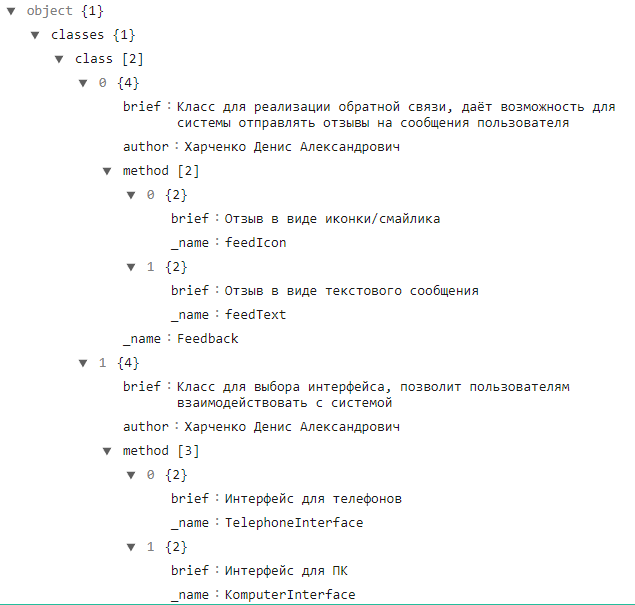 object {1}
classes {1}
class [2]
0 {4}
brief : Класс для реализации обратной связи, даёт возможность для
системы отправлять отзывы на сообщения пользователя
author : Харченко Денис Александрович
method [2]
0 {2}
brief : Отзыв в виде иконки/смайлика
_name : feedIcon
1 {2}
brief : Отзыв в виде текстового сообщения
_name : feedText
_name : Feedback
1 {4}
brief : Класс для выбора интерфейса, позволит пользователям
взаимодействовать с системой
author : Харченко Денис Александрович
method [3]
0 {2}
brief : Интерфейс для телефонов
_name : TelephoneInterface
1 {2}
brief : Интерфейс для ПК
_name : KomputerInterface